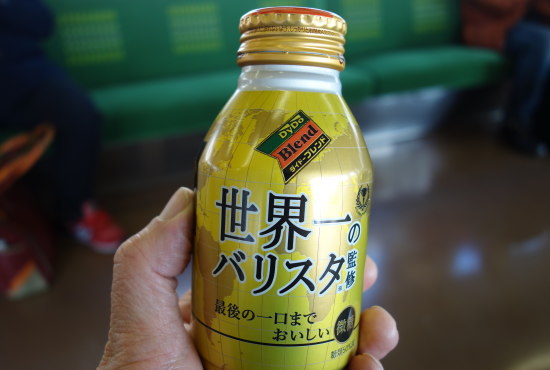 DyDo
Blend
ダイドーブレンド
世界一の
バリスタ監修
最後の一口まで
おいしい
微糖